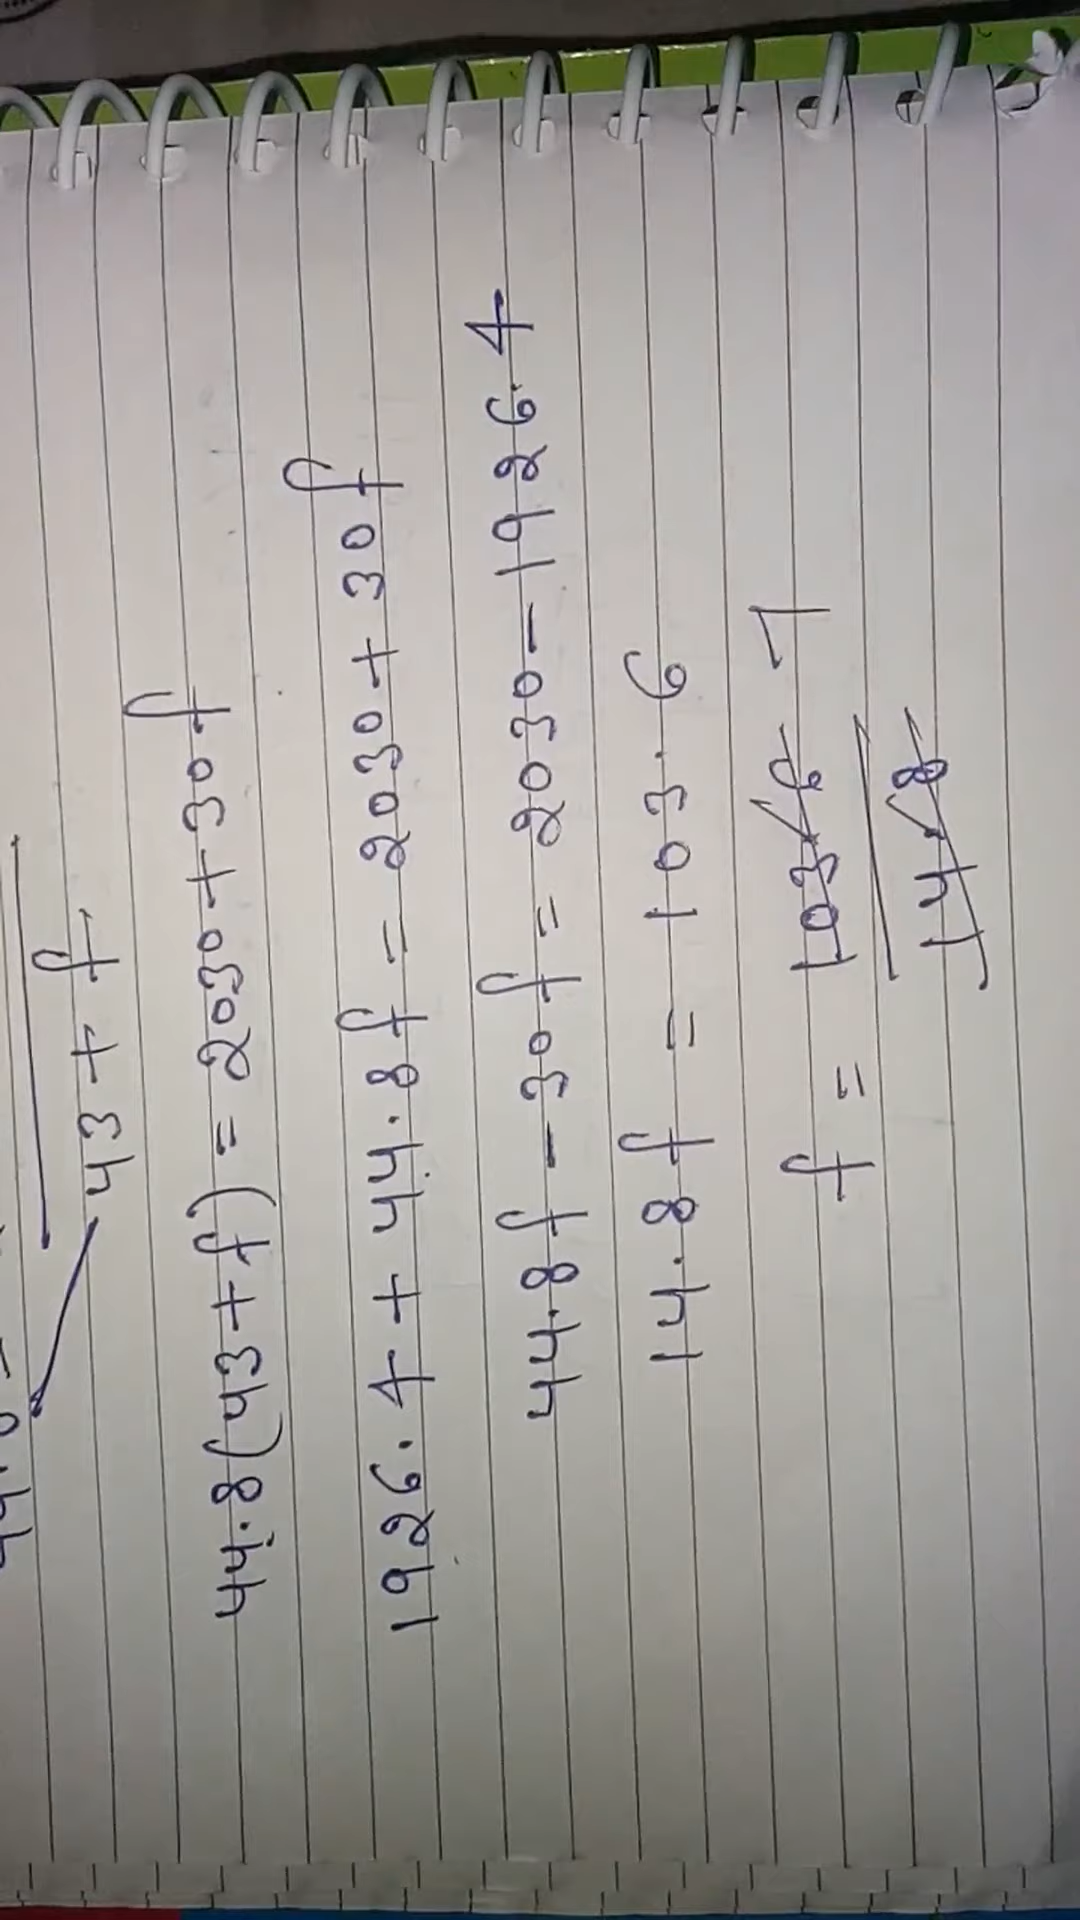 43 + f
44.8(43 + f) = 2030 + 30f
1926.4 + 44.8f = 2030 + 30f
44.8f - 30f = 2030 - 1926.4
14.8f = 103.6
f = 103.6 7
14.8